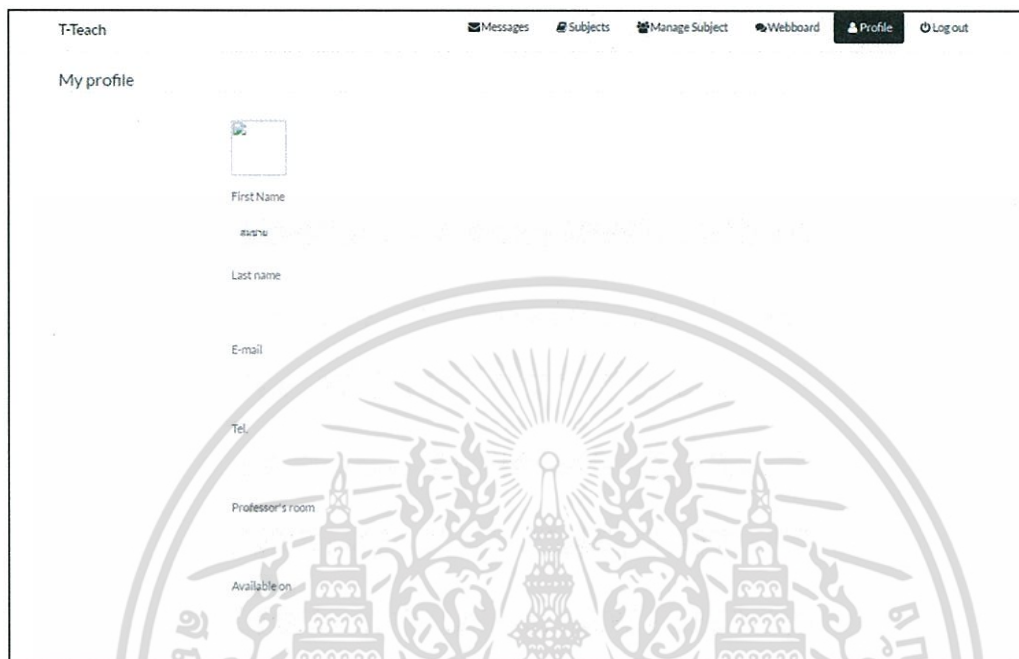 T-Teach Messages Subjects Manage Subject Webboard Profile Log out
My profile
First Name
สมชาย
Last name
E-mail
Tel.
Professor's room
Available on